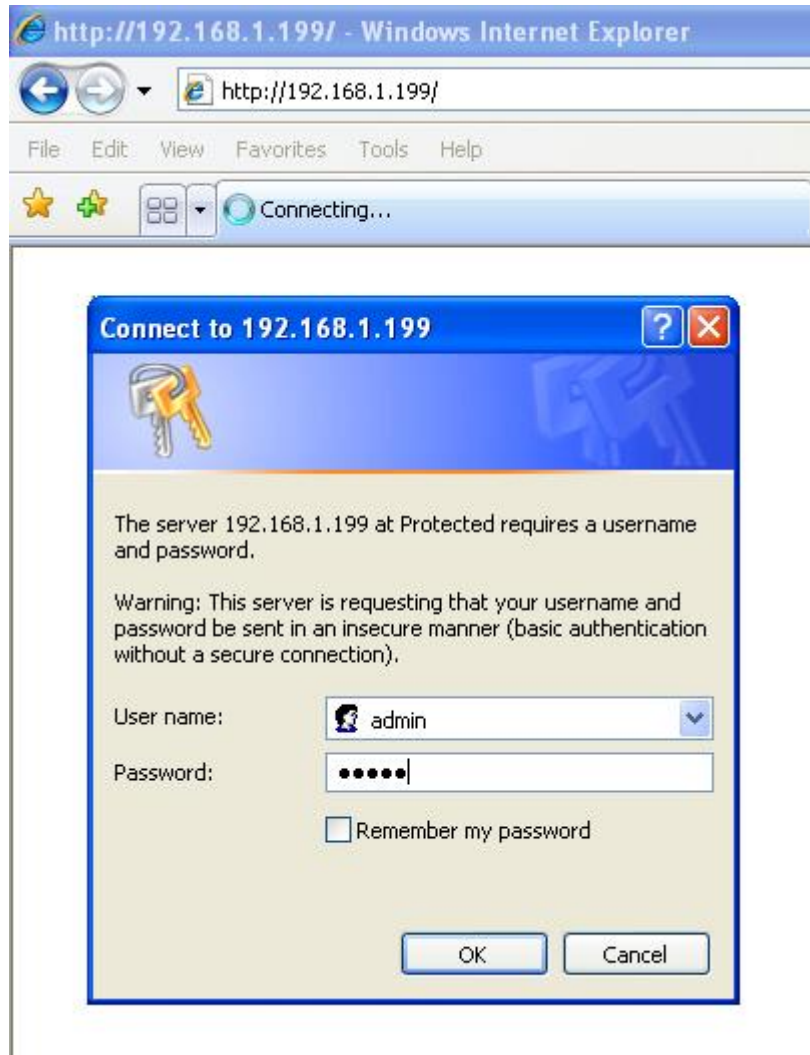 http://192.168.1.199/ - Windows Internet Explorer
http://192.168.1.199/
File Edit View Favorites Tools Help
Connecting...
Connect to 192.168.1.199
The server 192.168.1.199 at Protected requires a username
and password.
Warning: This server is requesting that your username and
password be sent in an insecure manner (basic authentication
without a secure connection).
User name: admin
Password: •••••
Remember my password
OK Cancel